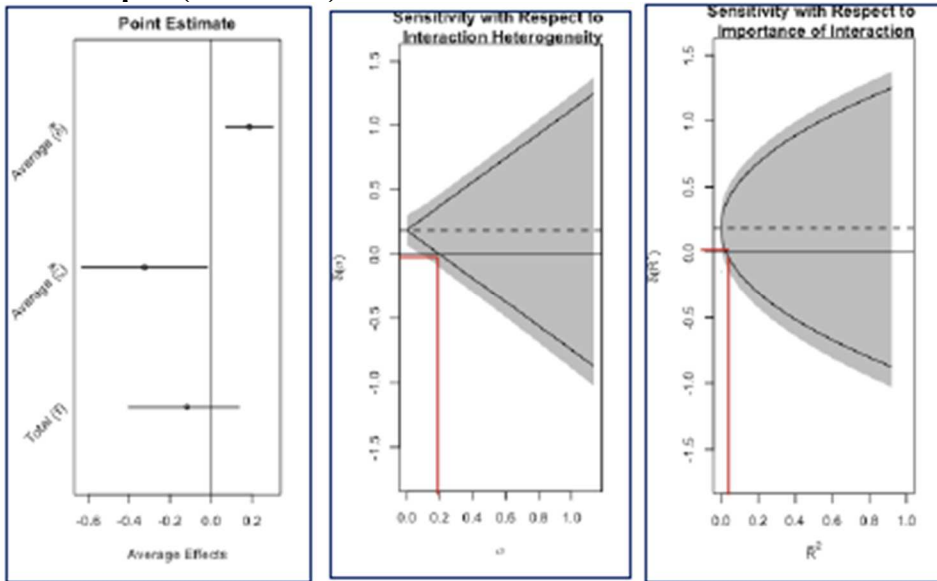 Point Estimate
Average (δ̄)
Average (ζ̄)
Total (τ̄)
-0.6 -0.4 -0.2 0.0 0.2
Average Effects
Sensitivity with Respect to
Interaction Heterogeneity
1.5
1.0
0.5
0.0
-0.5
-1.0
-1.5
0.0 0.2 0.4 0.6 0.8 1.0
Sensitivity with Respect to
Importance of Interaction
1.5
1.0
0.5
0.0
-0.5
-1.0
-1.5
0.0 0.2 0.4 0.6 0.8 1.0
R²